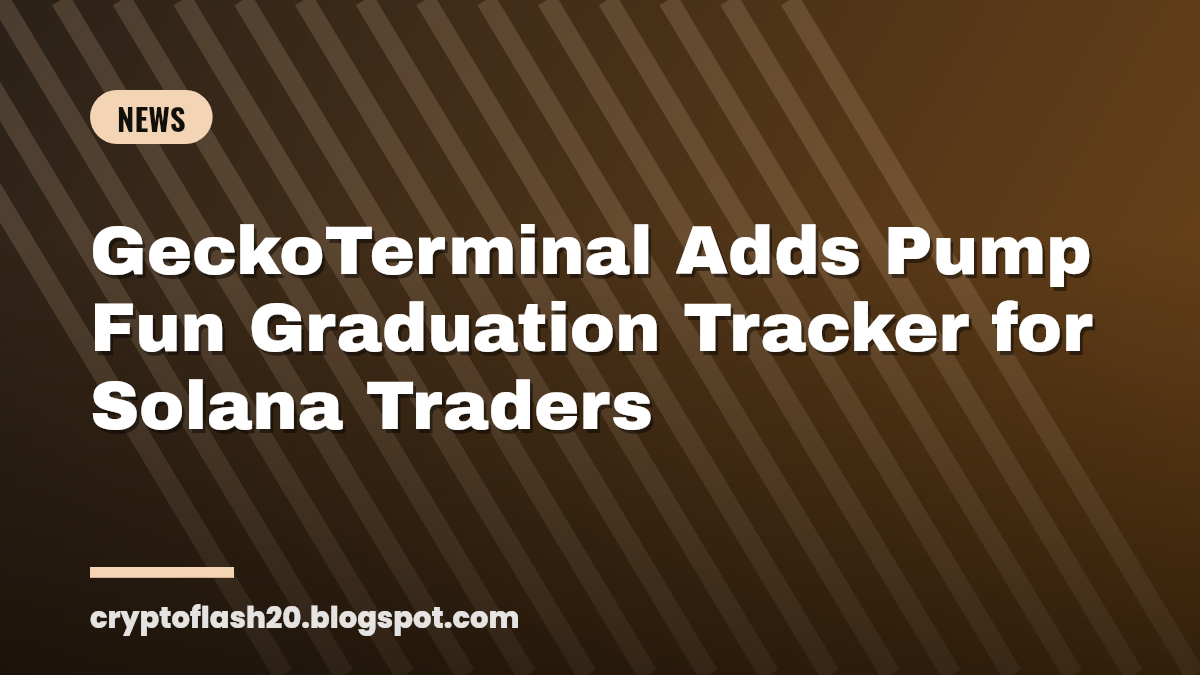 NEWS
GeckoTerminal Adds Pump
Fun Graduation Tracker for
Solana Traders
cryptoflash20.blogspot.com